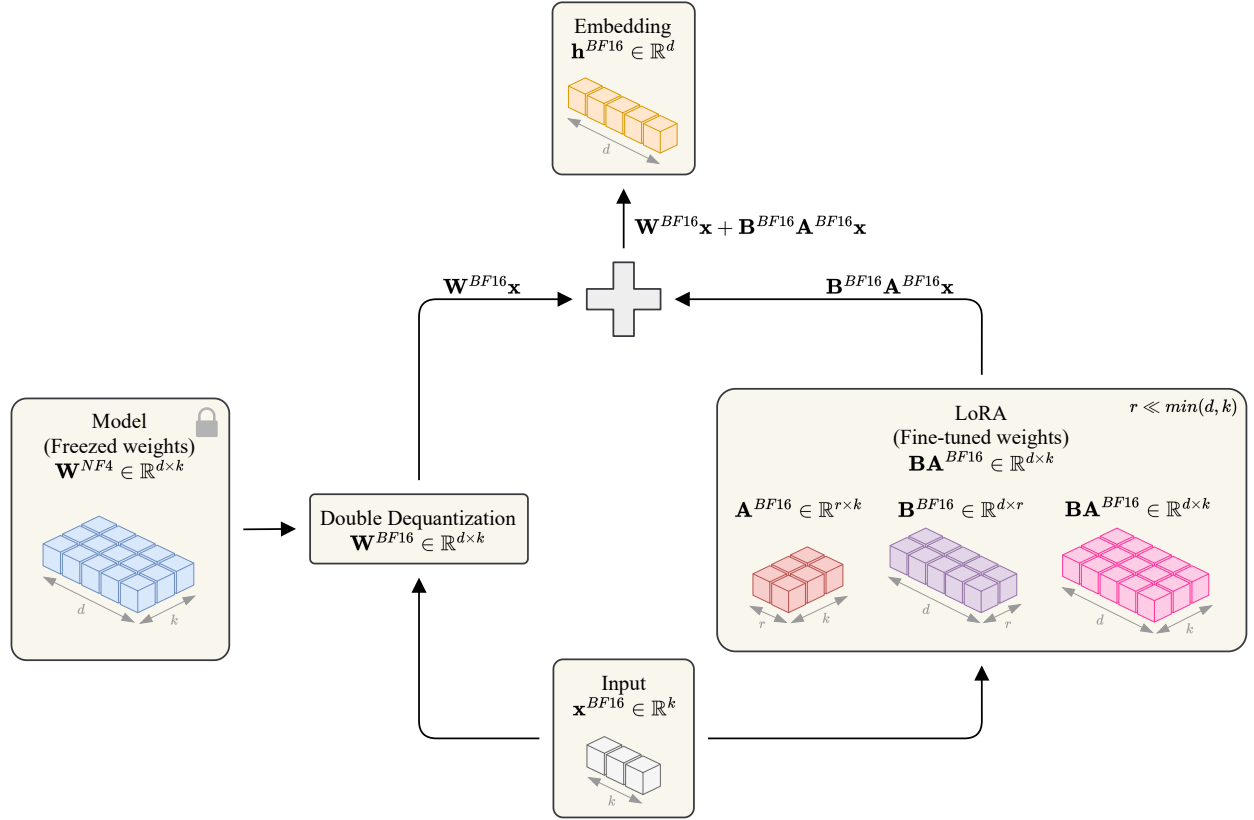 Embedding
𝐡^{BF16} ∈ ℝ^d
d
𝐖^{BF16}𝐱 + 𝐁^{BF16}𝐀^{BF16}𝐱
𝐖^{BF16}𝐱
𝐁^{BF16}𝐀^{BF16}𝐱
Model
(Freezed weights)
𝐖^{NF4} ∈ ℝ^{d×k}
d
k
Double Dequantization
𝐖^{BF16} ∈ ℝ^{d×k}
r ≪ min(d, k)
LoRA
(Fine-tuned weights)
𝐁𝐀^{BF16} ∈ ℝ^{d×k}
𝐀^{BF16} ∈ ℝ^{r×k}
r
k
𝐁^{BF16} ∈ ℝ^{d×r}
d
r
𝐁𝐀^{BF16} ∈ ℝ^{d×k}
d
k
Input
𝐱^{BF16} ∈ ℝ^k
k